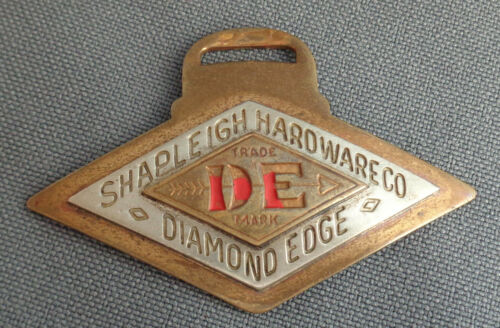 SHAPLEIGH HARDWARE CO
TRADE
DE
MARK
DIAMOND EDGE